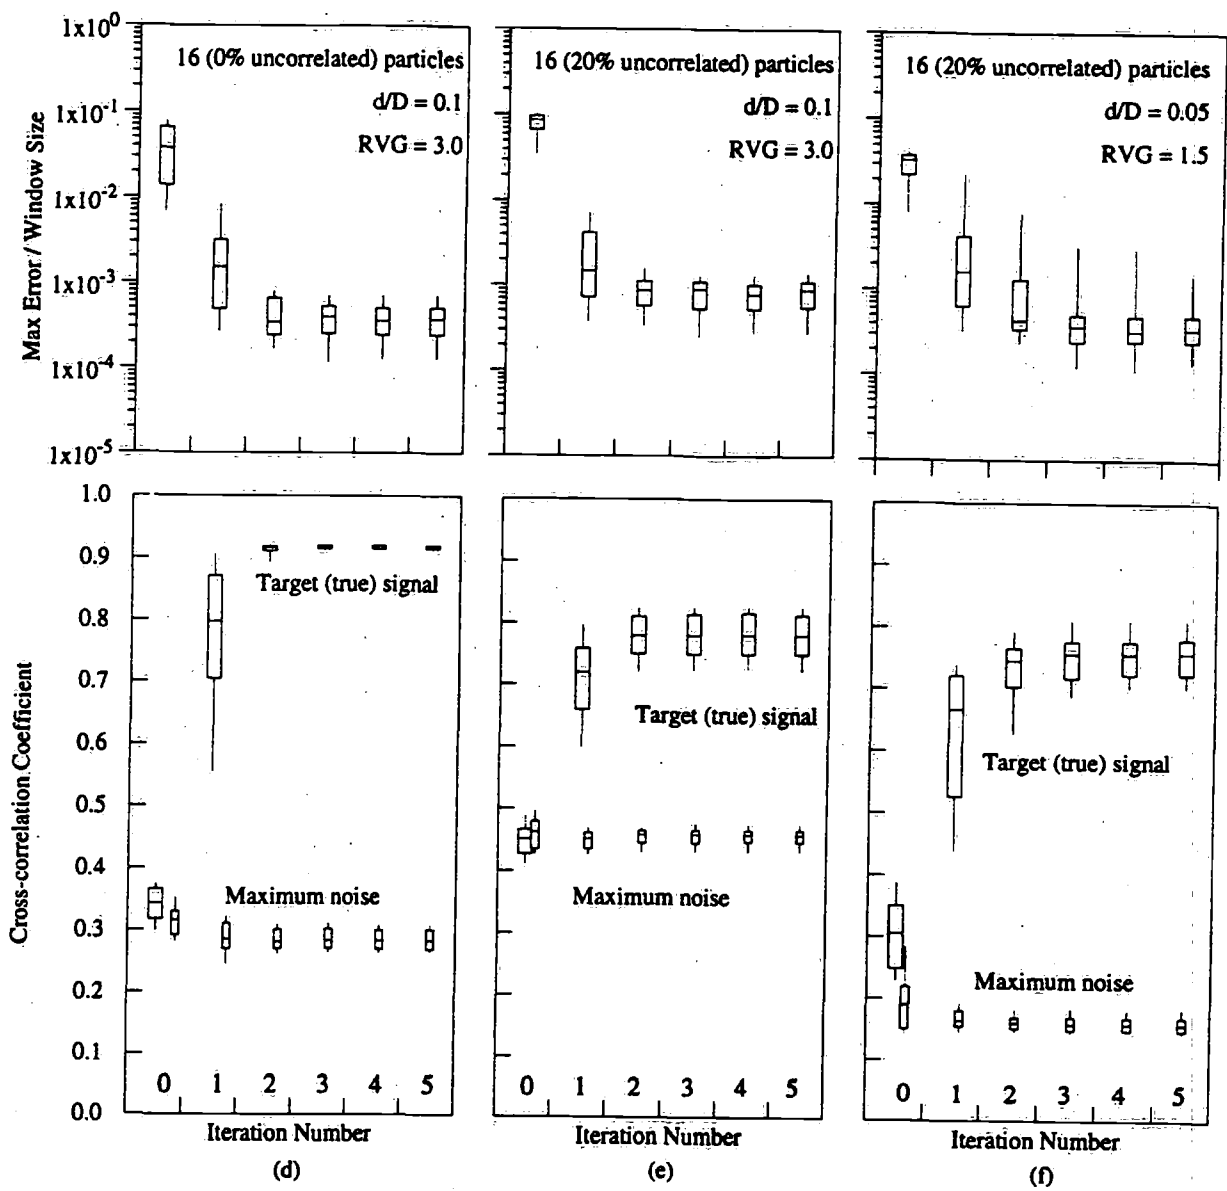 1x10^0
1x10^-1
1x10^-2
1x10^-3
1x10^-4
1x10^-5
Max Error / Window Size
16 (0% uncorrelated) particles
d/D = 0.1
RVG = 3.0
16 (20% uncorrelated) particles
d/D = 0.1
RVG = 3.0
16 (20% uncorrelated) particles
d/D = 0.05
RVG = 1.5
1.0
0.9
0.8
0.7
0.6
0.5
0.4
0.3
0.2
0.1
0.0
Cross-correlation Coefficient
Target (true) signal
Maximum noise
0 1 2 3 4 5
Iteration Number
(d)
Target (true) signal
Maximum noise
0 1 2 3 4 5
Iteration Number
(e)
Target (true) signal
Maximum noise
0 1 2 3 4 5
Iteration Number
(f)